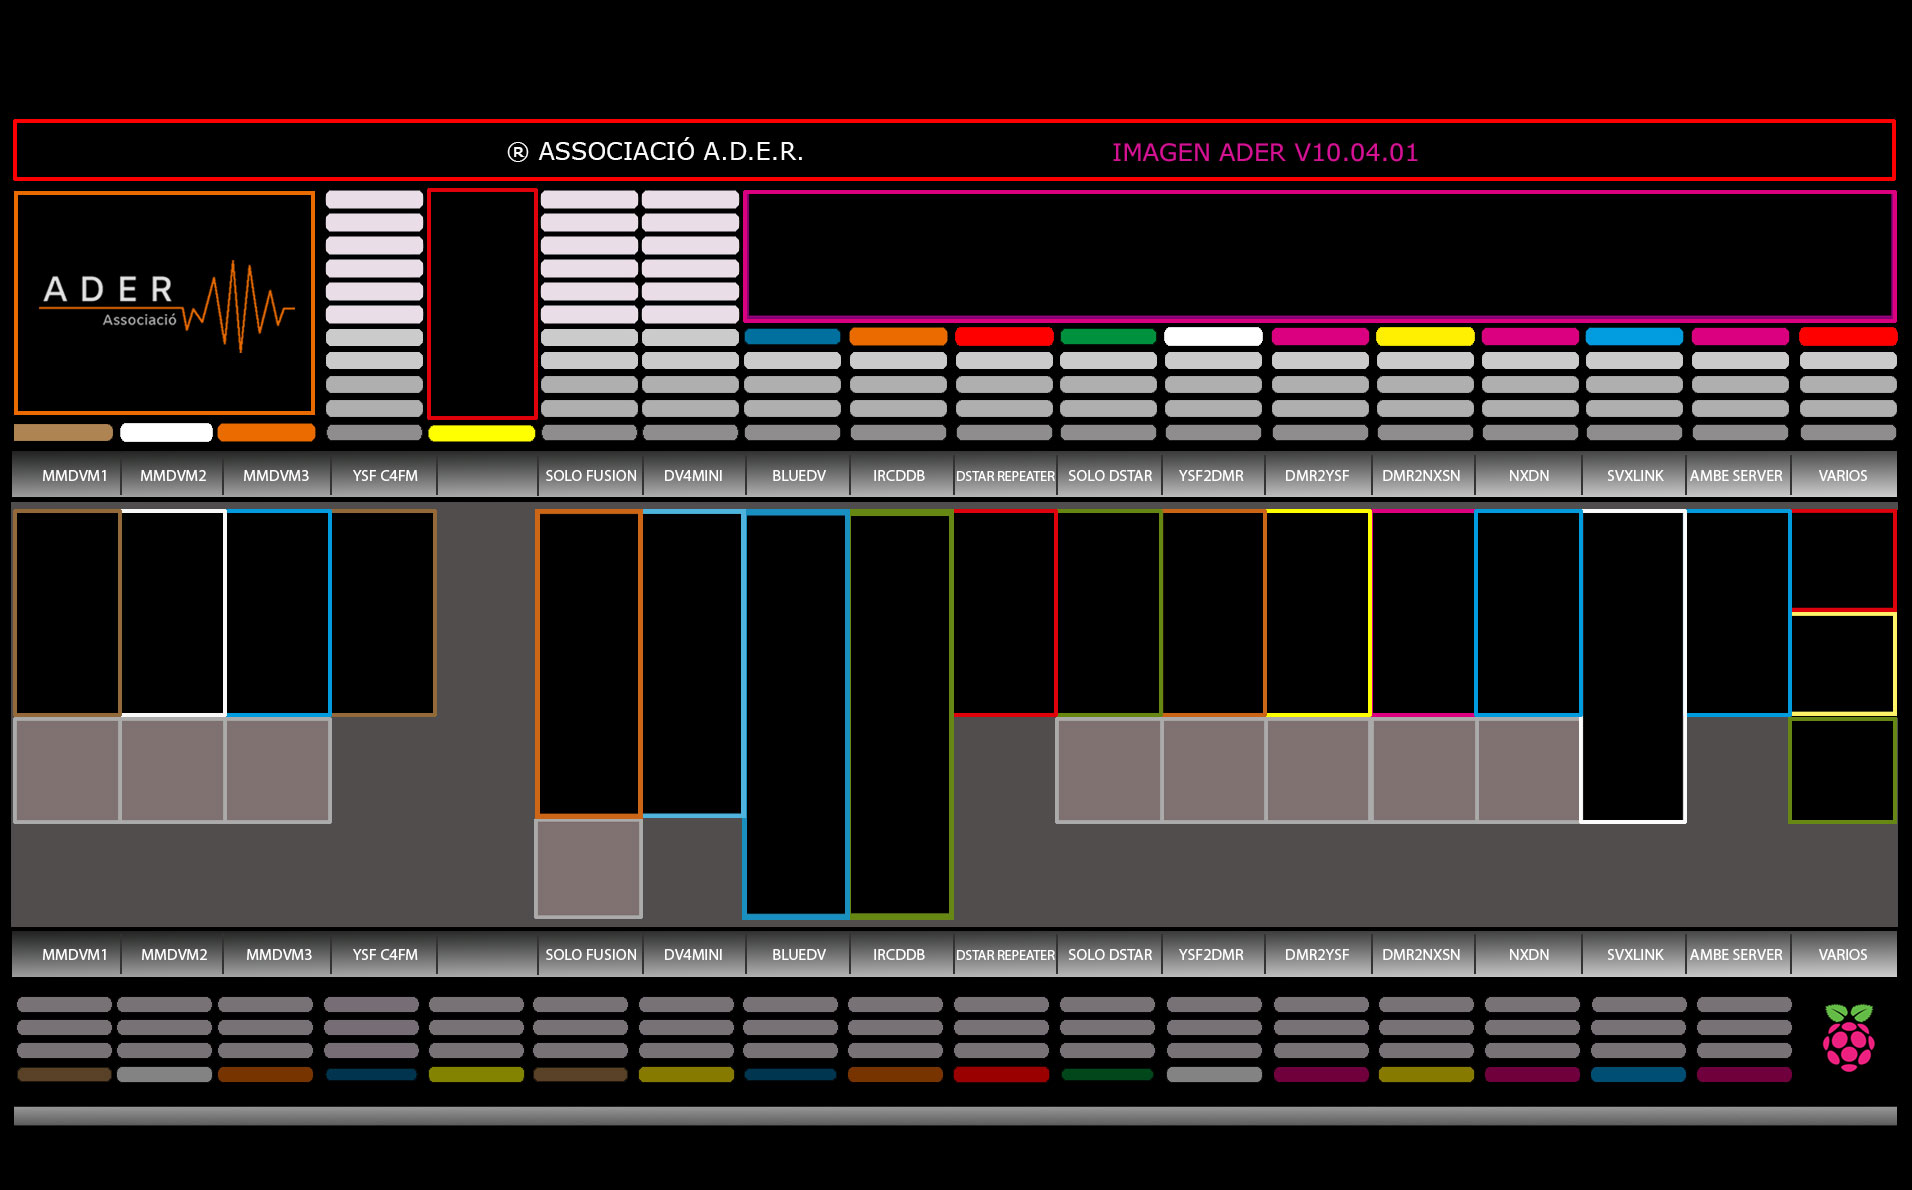 ® ASSOCIACIÓ A.D.E.R. IMAGEN ADER V10.04.01
ADER
Associació
MMDVM1 MMDVM2 MMDVM3 YSF C4FM SOLO FUSION DV4MINI BLUEDV IRCDDB DSTAR REPEATER SOLO DSTAR YSF2DMR DMR2YSF DMR2NXSN NXDN SVXLINK AMBE SERVER VARIOS
MMDVM1 MMDVM2 MMDVM3 YSF C4FM SOLO FUSION DV4MINI BLUEDV IRCDDB DSTAR REPEATER SOLO DSTAR YSF2DMR DMR2YSF DMR2NXSN NXDN SVXLINK AMBE SERVER VARIOS